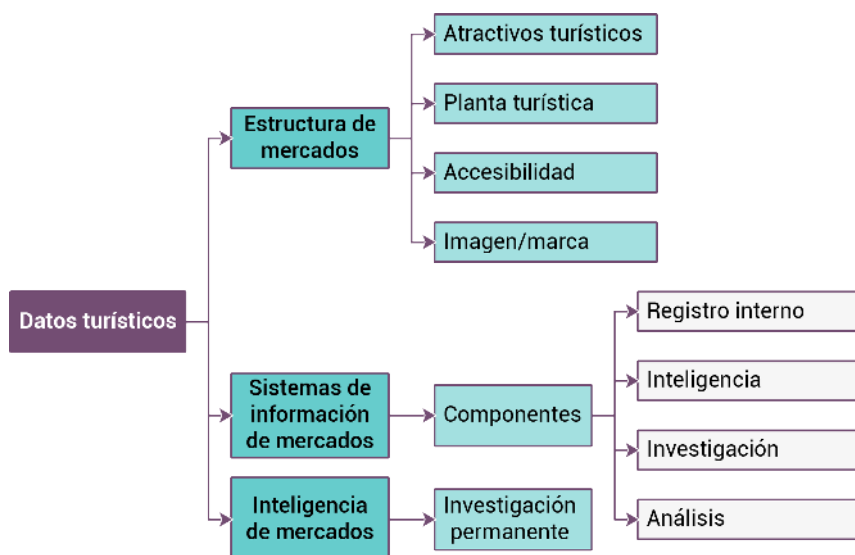 Datos turísticos
Estructura de
mercados
Atractivos turísticos
Planta turística
Accesibilidad
Imagen/marca
Sistemas de
información
de mercados
Componentes
Registro interno
Inteligencia
Investigación
Análisis
Inteligencia
de mercados
Investigación
permanente